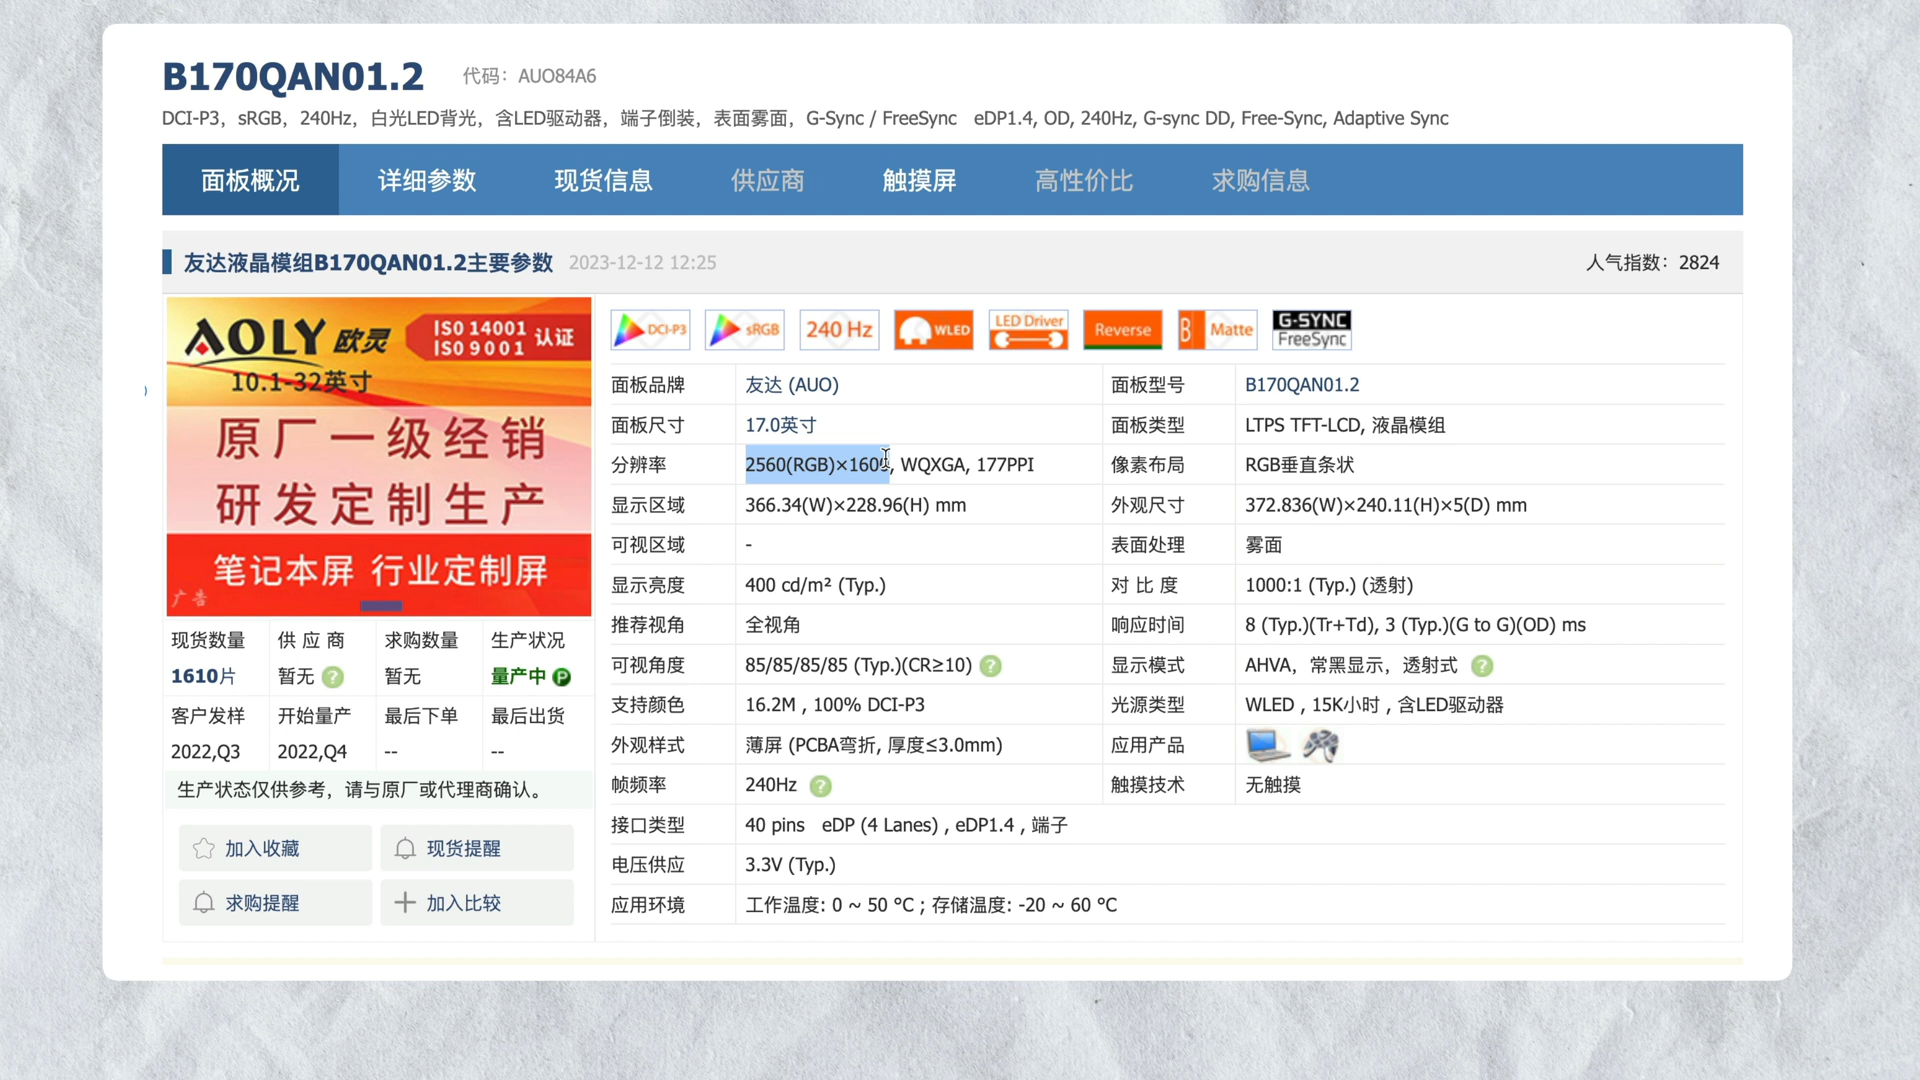 B170QAN01.2 代码：AUO84A6
DCI-P3，sRGB，240Hz，白光LED背光，含LED驱动器，端子倒装，表面雾面，G-Sync / FreeSync eDP1.4, OD, 240Hz, G-sync DD, Free-Sync, Adaptive Sync
面板概况 详细参数 现货信息 供应商 触摸屏 高性价比 求购信息
友达液晶模组B170QAN01.2主要参数 2023-12-12 12:25 人气指数：2824
AOLY 欧灵 ISO 14001 ISO 9001 认证
10.1-32英寸
原厂一级经销
研发定制生产
笔记本屏 行业定制屏
广告
现货数量 供 应 商 求购数量 生产状况
1610片 暂无 ? 暂无 量产中 P
客户发样 开始量产 最后下单 最后出货
2022,Q3 2022,Q4 -- --
生产状态仅供参考，请与原厂或代理商确认。
加入收藏 现货提醒
求购提醒 加入比较
DCI-P3 sRGB 240 Hz WLED LED Driver Reverse B Matte G-SYNC FreeSync
面板品牌 友达 (AUO) 面板型号 B170QAN01.2
面板尺寸 17.0英寸 面板类型 LTPS TFT-LCD, 液晶模组
分辨率 2560(RGB)×1600, WQXGA, 177PPI 像素布局 RGB垂直条状
显示区域 366.34(W)×228.96(H) mm 外观尺寸 372.836(W)×240.11(H)×5(D) mm
可视区域 - 表面处理 雾面
显示亮度 400 cd/m² (Typ.) 对 比 度 1000:1 (Typ.) (透射)
推荐视角 全视角 响应时间 8 (Typ.)(Tr+Td), 3 (Typ.)(G to G)(OD) ms
可视角度 85/85/85/85 (Typ.)(CR≥10) ? 显示模式 AHVA，常黑显示，透射式 ?
支持颜色 16.2M , 100% DCI-P3 光源类型 WLED , 15K小时 , 含LED驱动器
外观样式 薄屏 (PCBA弯折, 厚度≤3.0mm) 应用产品
帧频率 240Hz ? 触摸技术 无触摸
接口类型 40 pins eDP (4 Lanes) , eDP1.4 , 端子
电压供应 3.3V (Typ.)
应用环境 工作温度: 0 ~ 50 °C ; 存储温度: -20 ~ 60 °C